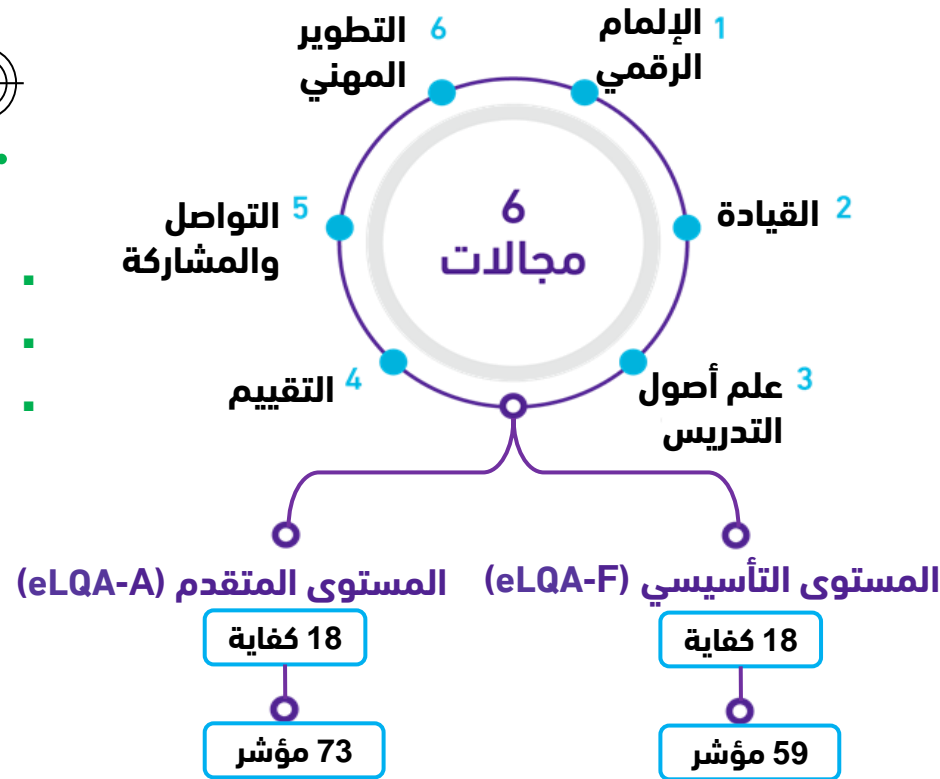 1 الإلمام
الرقمي
2 القيادة
3 علم أصول
التدريس
4 التقييم
5 التواصل
والمشاركة
6 التطوير
المهني
6
مجالات
المستوى التأسيسي (eLQA-F)
18 كفاية
59 مؤشر
المستوى المتقدم (eLQA-A)
18 كفاية
73 مؤشر